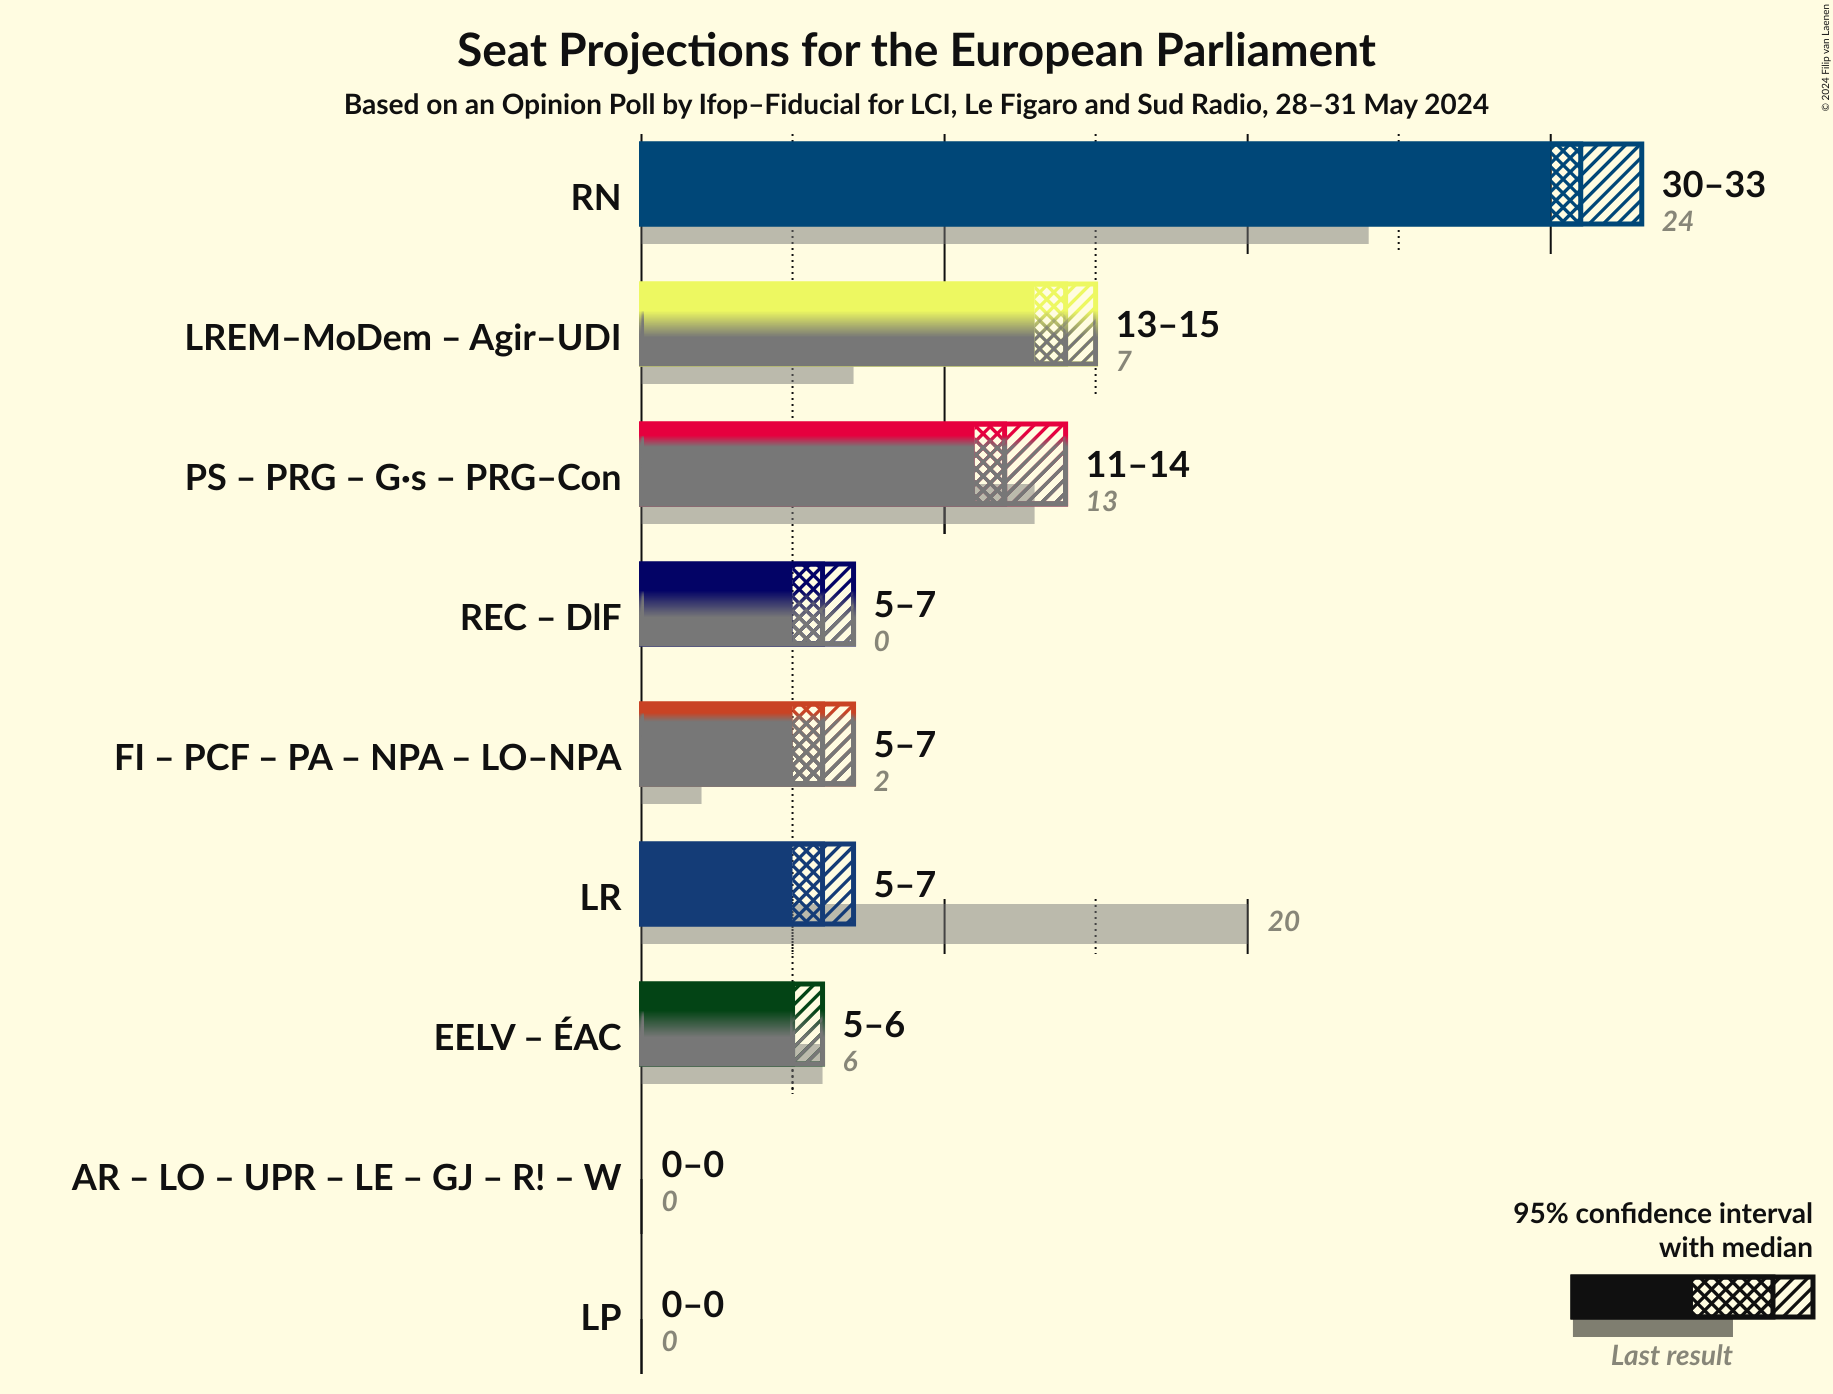 Seat Projections for the European Parliament
Based on an Opinion Poll by Ifop–Fiducial for LCI, Le Figaro and Sud Radio, 28–31 May 2024
© 2024 Filip van Laenen
RN
30–33
24
LREM–MoDem – Agir–UDI
13–15
7
PS – PRG – G·s – PRG–Con
11–14
13
REC – DlF
5–7
0
FI – PCF – PA – NPA – LO–NPA
5–7
2
LR
5–7
20
EELV – ÉAC
5–6
6
AR – LO – UPR – LE – GJ – R! – W
0–0
0
LP
0–0
0
95% confidence interval
with median
Last result